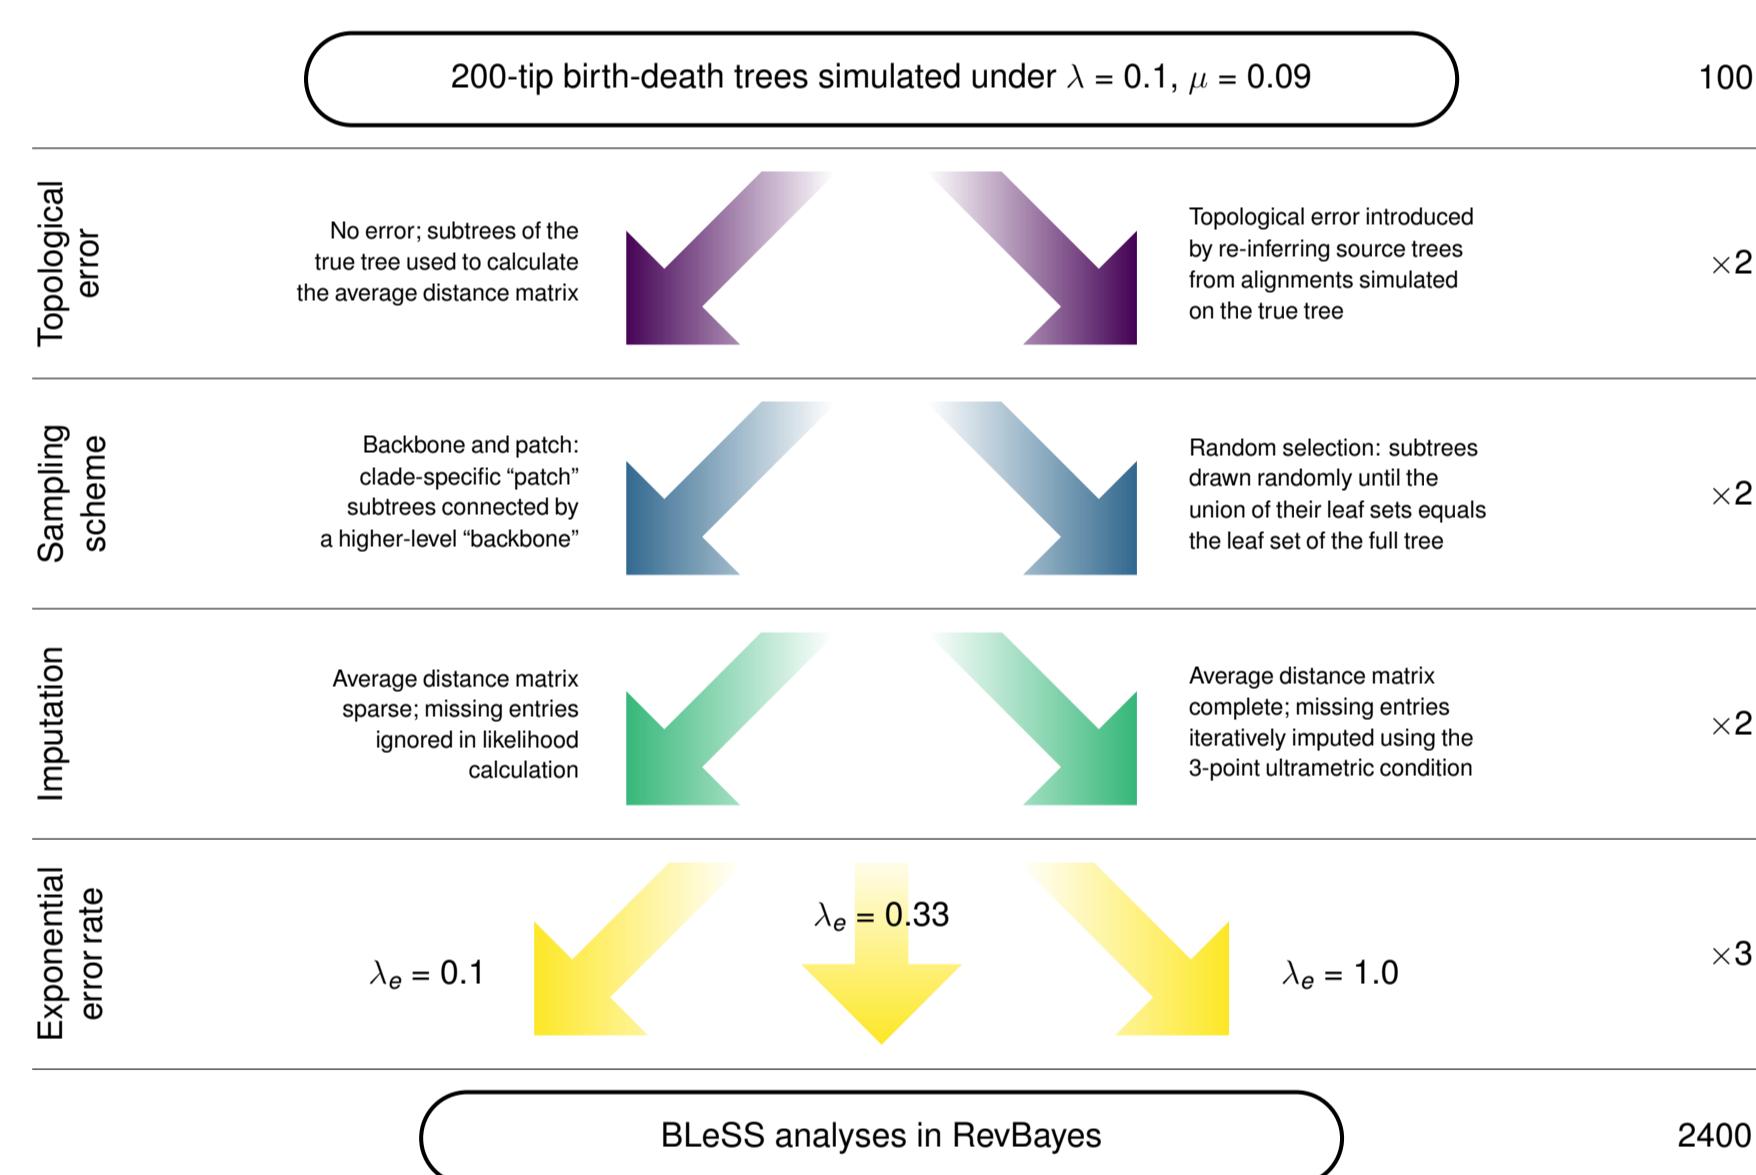 200-tip birth-death trees simulated under λ = 0.1, μ = 0.09
100
Topological
error
No error; subtrees of the
true tree used to calculate
the average distance matrix
Topological error introduced
by re-inferring source trees
from alignments simulated
on the true tree
×2
Sampling
scheme
Backbone and patch:
clade-specific “patch”
subtrees connected by
a higher-level “backbone”
Random selection: subtrees
drawn randomly until the
union of their leaf sets equals
the leaf set of the full tree
×2
Imputation
Average distance matrix
sparse; missing entries
ignored in likelihood
calculation
Average distance matrix
complete; missing entries
iteratively imputed using the
3-point ultrametric condition
×2
Exponential
error rate
λe = 0.1
λe = 0.33
λe = 1.0
×3
BLeSS analyses in RevBayes
2400